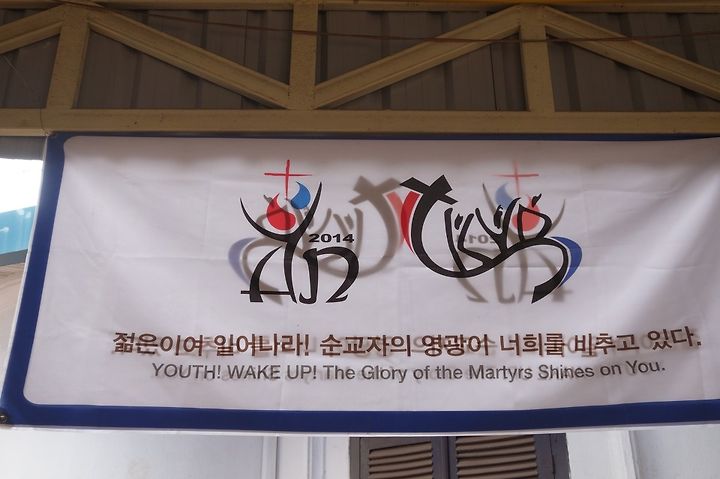 2014
젊은이여 일어나라! 순교자의 영광이 너희를 비추고 있다.
YOUTH! WAKE UP! The Glory of the Martyrs Shines on You.